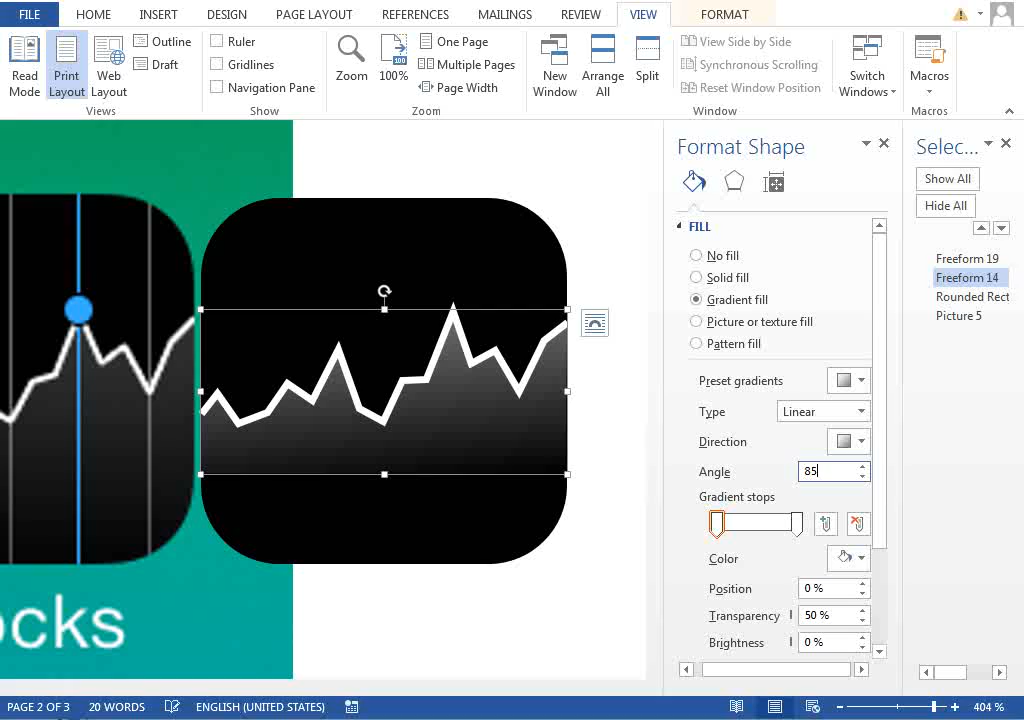 FILE HOME INSERT DESIGN PAGE LAYOUT REFERENCES MAILINGS REVIEW VIEW FORMAT
Read Mode
Print Layout
Web Layout
Outline
Draft
Views
Ruler
Gridlines
Navigation Pane
Show
Zoom
100
100%
One Page
Multiple Pages
Page Width
Zoom
New Window
Arrange All
Split
View Side by Side
Synchronous Scrolling
Reset Window Position
Window
Switch Windows
Macros
Macros
ocks
Format Shape
FILL
No fill
Solid fill
Gradient fill
Picture or texture fill
Pattern fill
Preset gradients
Type Linear
Direction
Angle 85
Gradient stops
Color
Position 0 %
Transparency 50 %
Brightness 0 %
Selec...
Show All
Hide All
Freeform 19
Freeform 14
Rounded Rect
Picture 5
PAGE 2 OF 3 20 WORDS ENGLISH (UNITED STATES) 404 %